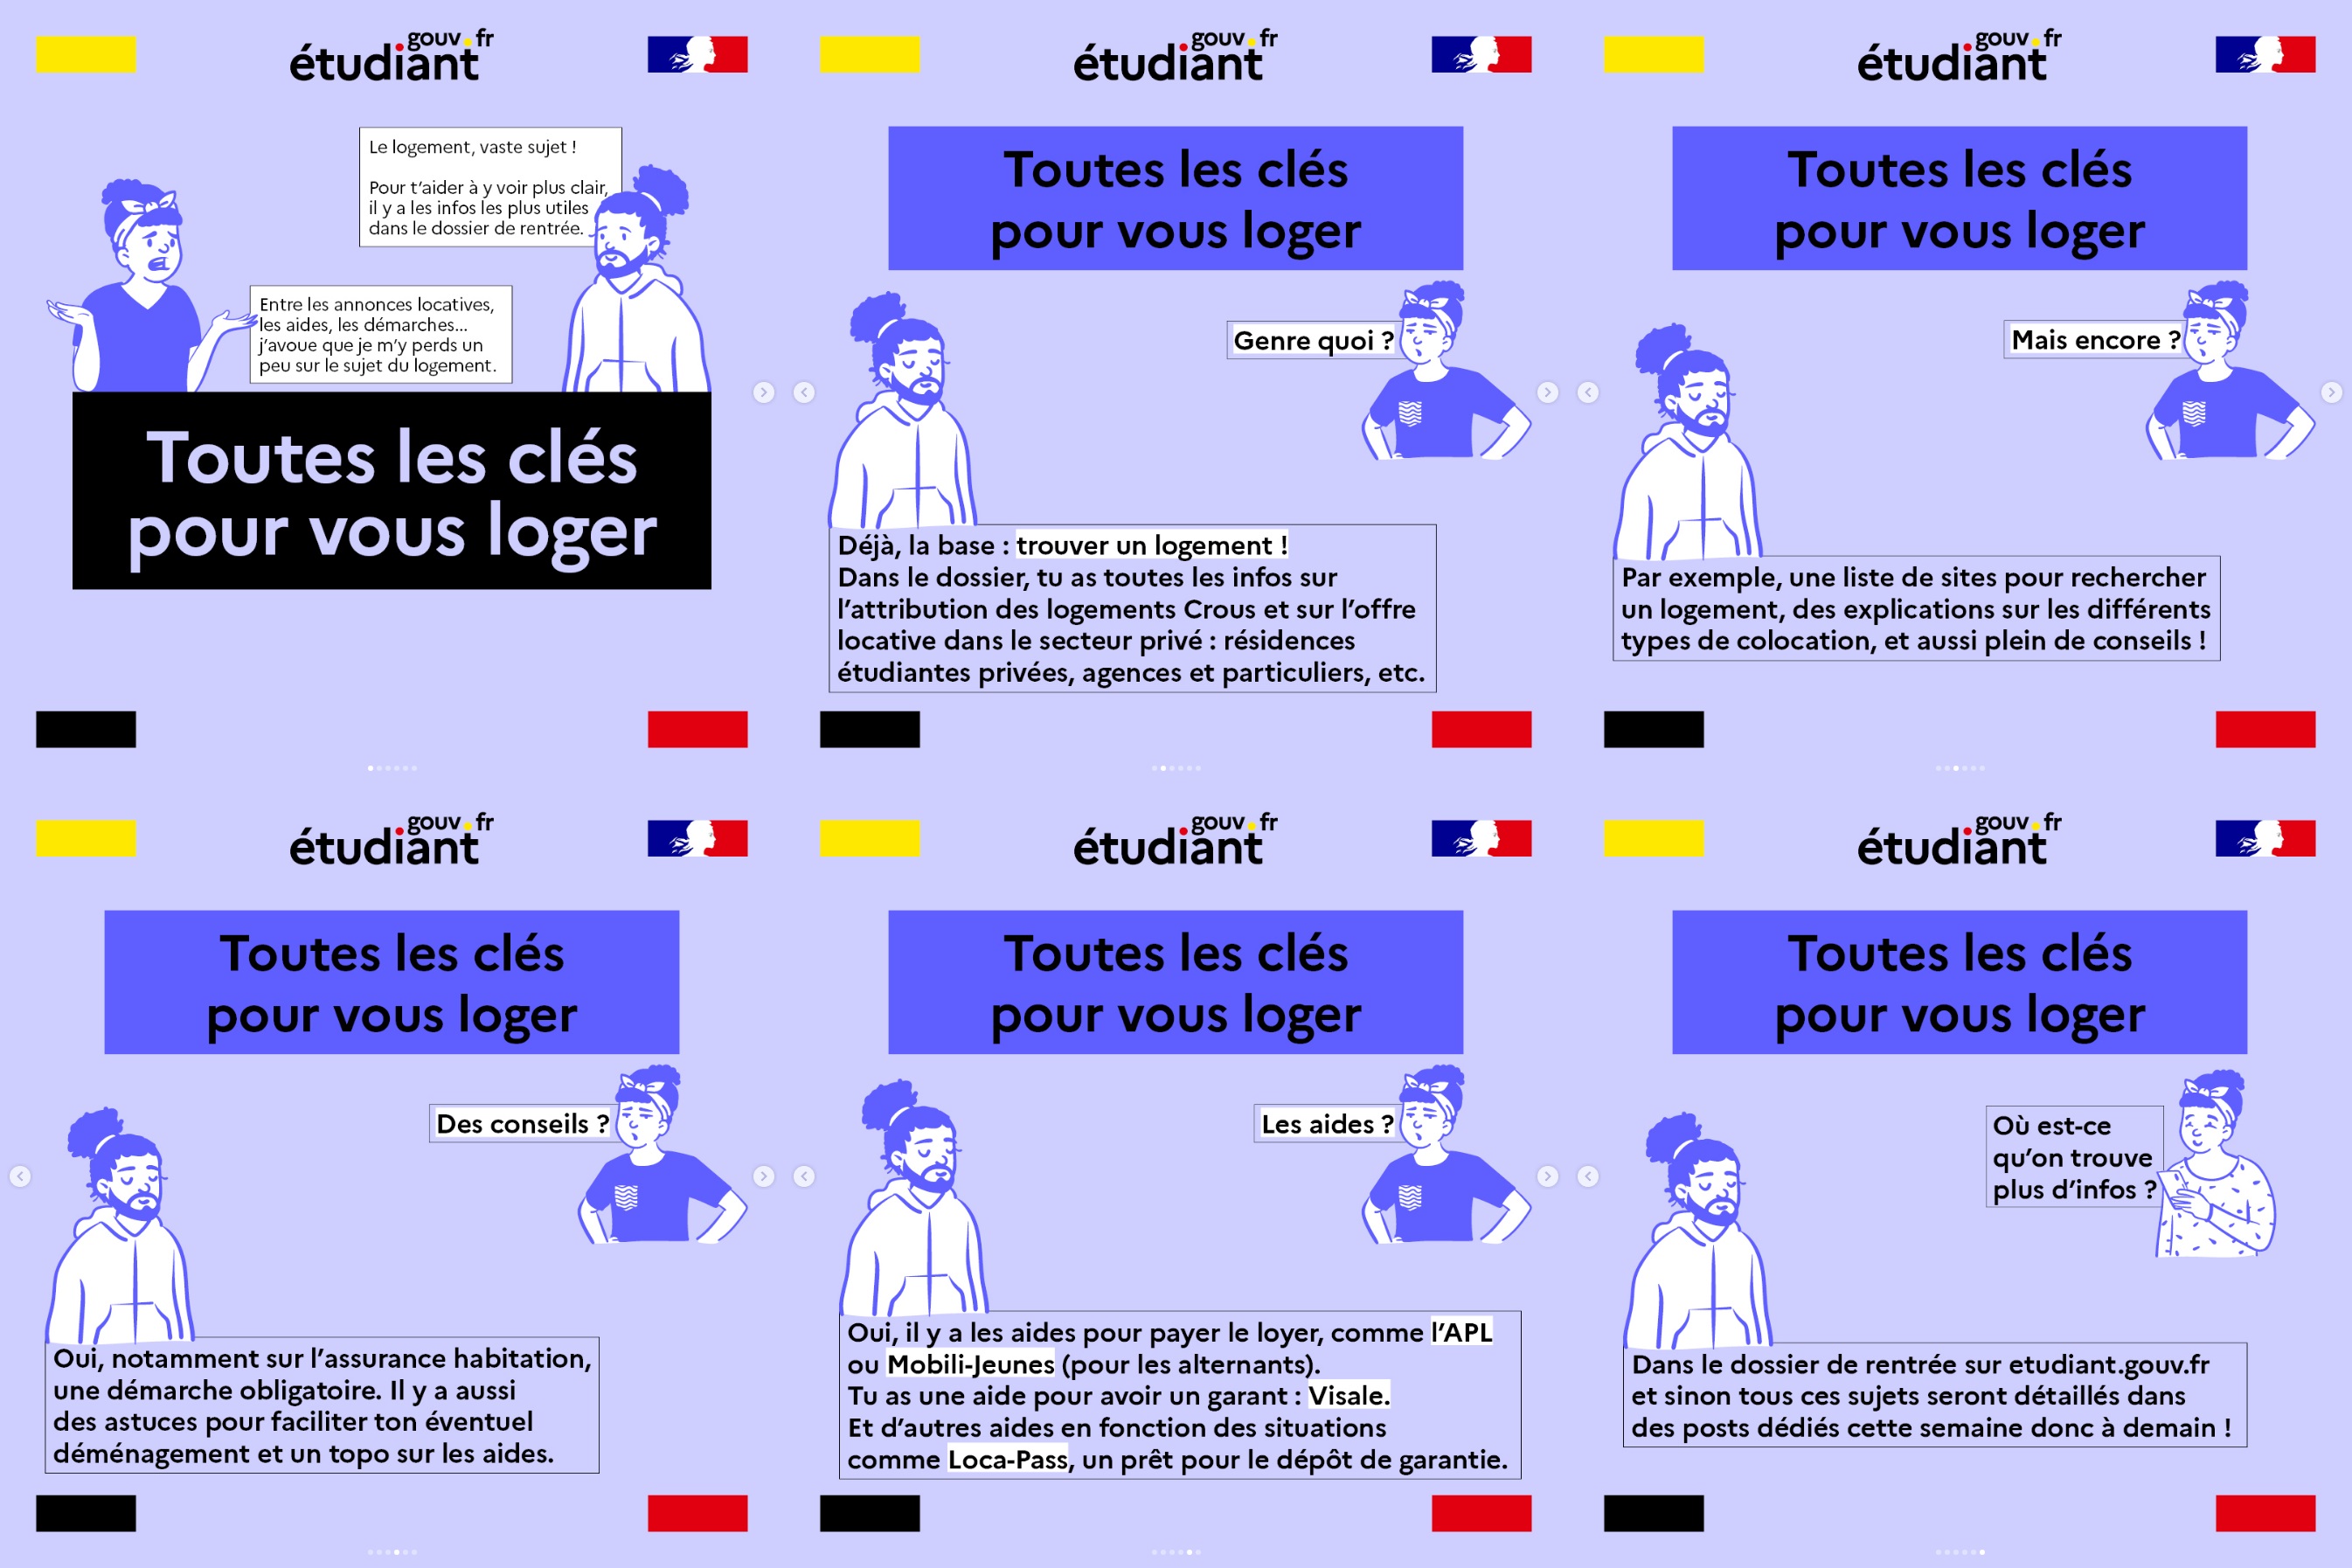 gouv.fr
étudiant
Le logement, vaste sujet !
Pour t'aider à y voir plus clair,
il y a les infos les plus utiles
dans le dossier de rentrée.
Entre les annonces locatives,
les aides, les démarches...
j'avoue que je m'y perds un
peu sur le sujet du logement.
Toutes les clés
pour vous loger
gouv.fr
étudiant
Toutes les clés
pour vous loger
Genre quoi ?
Déjà, la base : trouver un logement !
Dans le dossier, tu as toutes les infos sur
l'attribution des logements Crous et sur l'offre
locative dans le secteur privé : résidences
étudiantes privées, agences et particuliers, etc.
gouv.fr
étudiant
Toutes les clés
pour vous loger
Mais encore ?
Par exemple, une liste de sites pour rechercher
un logement, des explications sur les différents
types de colocation, et aussi plein de conseils !
gouv.fr
étudiant
Toutes les clés
pour vous loger
Des conseils ?
Oui, notamment sur l'assurance habitation,
une démarche obligatoire. Il y a aussi
des astuces pour faciliter ton éventuel
déménagement et un topo sur les aides.
gouv.fr
étudiant
Toutes les clés
pour vous loger
Les aides ?
Oui, il y a les aides pour payer le loyer, comme l'APL
ou Mobili-Jeunes (pour les alternants).
Tu as une aide pour avoir un garant : Visale.
Et d'autres aides en fonction des situations
comme Loca-Pass, un prêt pour le dépôt de garantie.
gouv.fr
étudiant
Toutes les clés
pour vous loger
Où est-ce
qu'on trouve
plus d'infos ?
Dans le dossier de rentrée sur etudiant.gouv.fr
et sinon tous ces sujets seront détaillés dans
des posts dédiés cette semaine donc à demain !